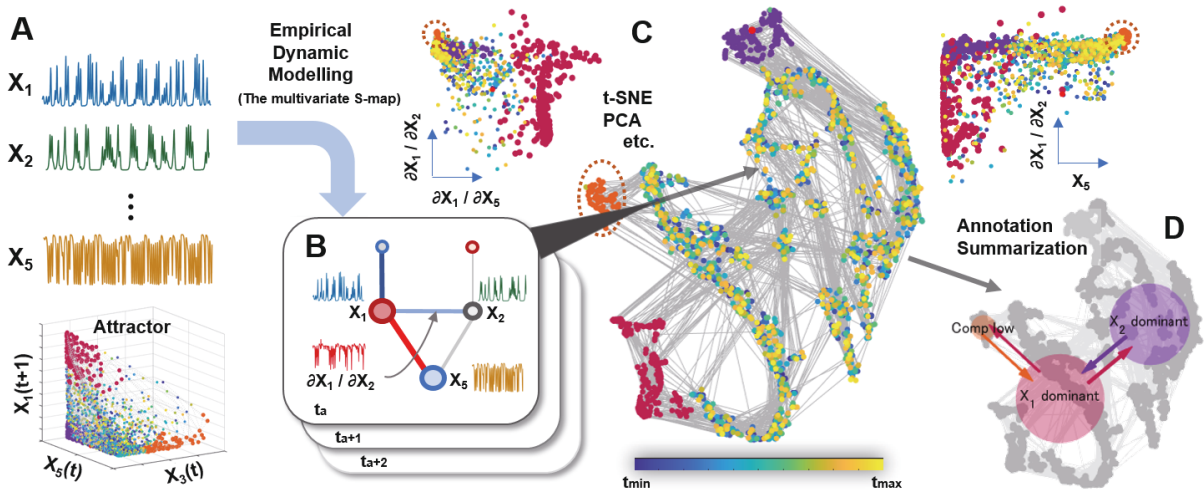 A
X1
X2
X5
Attractor
X1(t+1)
X5(t)
X3(t)
Empirical
Dynamic
Modelling
(The multivariate S-map)
∂X1 / ∂X2
∂X1 / ∂X5
B
X1
X2
∂X1 / ∂X2
X5
ta
ta+1
ta+2
C
t-SNE
PCA
etc.
tmin
tmax
∂X1 / ∂X2
X5
Annotation
Summarization
D
Comp low
X2 dominant
X1 dominant